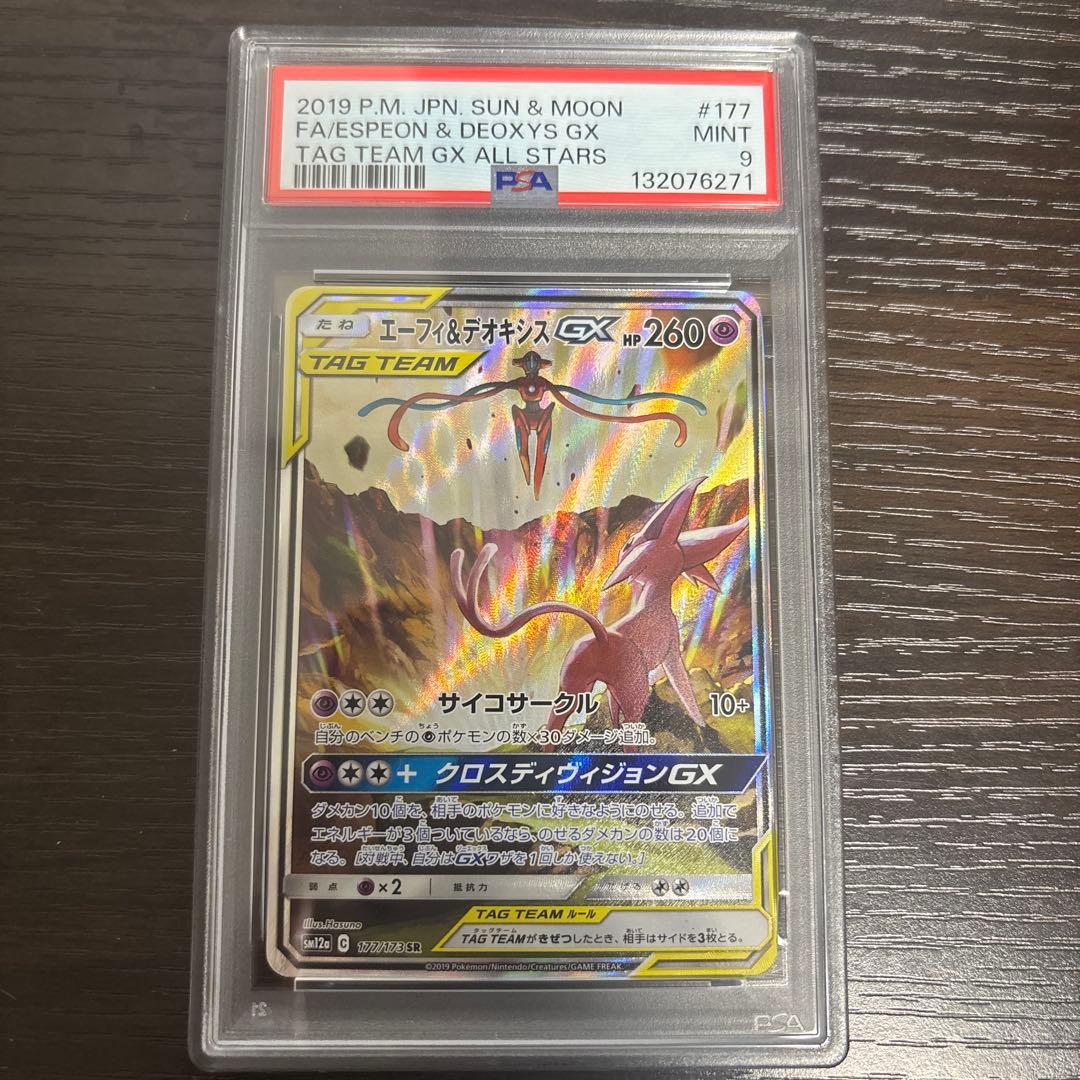 2019 P.M. JPN. SUN & MOON #177
FA/ESPEON & DEOXYS GX MINT
TAG TEAM GX ALL STARS 9
PSA 132076271
たね エーフィ&デオキシスGX HP260
TAG TEAM
サイコサークル 10+
自分のベンチのポケモンの数×30ダメージ追加。
+ クロスディヴィジョンGX
ダメカン10個を、相手のポケモンに好きなようにのせる。追加で
エネルギーが3個ついているなら、のせるダメカンの数は20個に
なる。[対戦中、自分はGXワザを1回しか使えない。]
弱点 ×2 抵抗力
TAG TEAM ルール
TAG TEAMがきぜつしたとき、相手はサイドを3枚とる。
Illus.Hasuno
SM12a C 177/173 SR
©2019 Pokémon/Nintendo/Creatures/GAME FREAK.
PSA